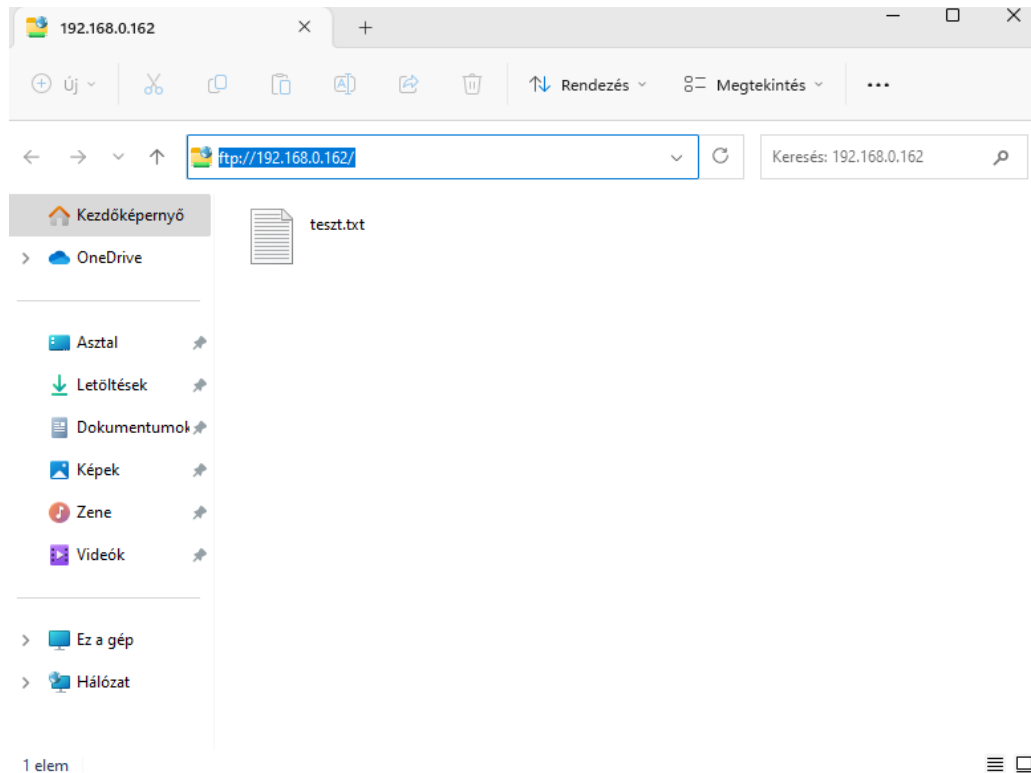 192.168.0.162
Új
Rendezés
Megtekintés
ftp://192.168.0.162/
Keresés: 192.168.0.162
Kezdőképernyő
teszt.txt
OneDrive
Asztal
Letöltések
Dokumentumok
Képek
Zene
Videók
Ez a gép
Hálózat
1 elem